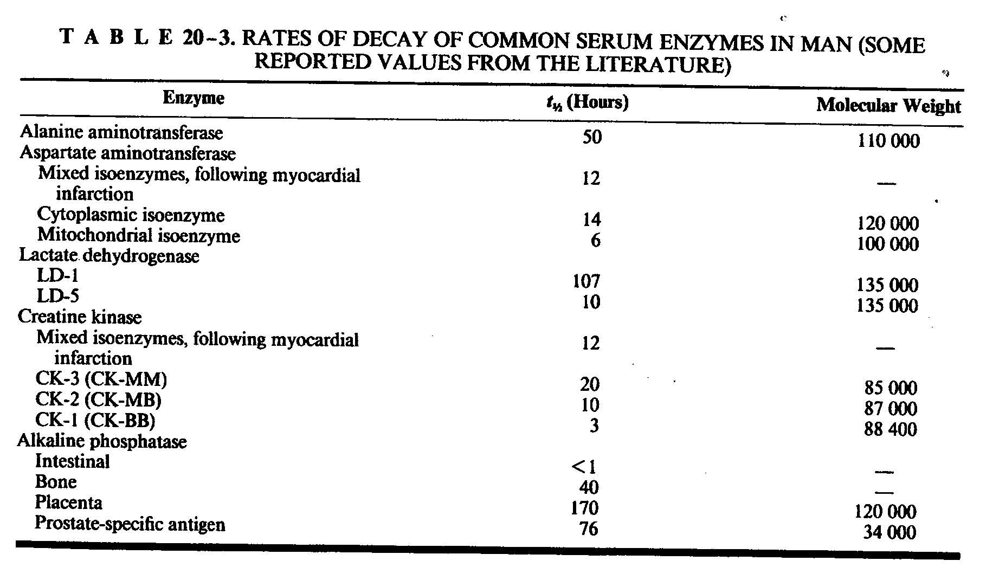 T A B L E 20-3. RATES OF DECAY OF COMMON SERUM ENZYMES IN MAN (SOME
REPORTED VALUES FROM THE LITERATURE)
Enzyme t½ (Hours) Molecular Weight
Alanine aminotransferase 50 110 000
Aspartate aminotransferase
Mixed isoenzymes, following myocardial 12 —
infarction
Cytoplasmic isoenzyme 14 120 000
Mitochondrial isoenzyme 6 100 000
Lactate dehydrogenase
LD-1 107 135 000
LD-5 10 135 000
Creatine kinase
Mixed isoenzymes, following myocardial 12 —
infarction
CK-3 (CK-MM) 20 85 000
CK-2 (CK-MB) 10 87 000
CK-1 (CK-BB) 3 88 400
Alkaline phosphatase
Intestinal <1 —
Bone 40 —
Placenta 170 120 000
Prostate-specific antigen 76 34 000